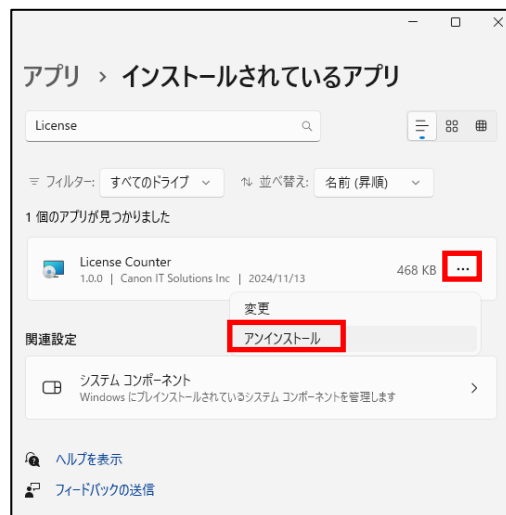 アプリ › インストールされているアプリ
License
フィルター: すべてのドライブ 並べ替え: 名前 (昇順)
1 個のアプリが見つかりました
License Counter
1.0.0 | Canon IT Solutions Inc | 2024/11/13
468 KB
変更
アンインストール
関連設定
システム コンポーネント
Windows にプレインストールされているシステム コンポーネントを管理します
ヘルプを表示
フィードバックの送信